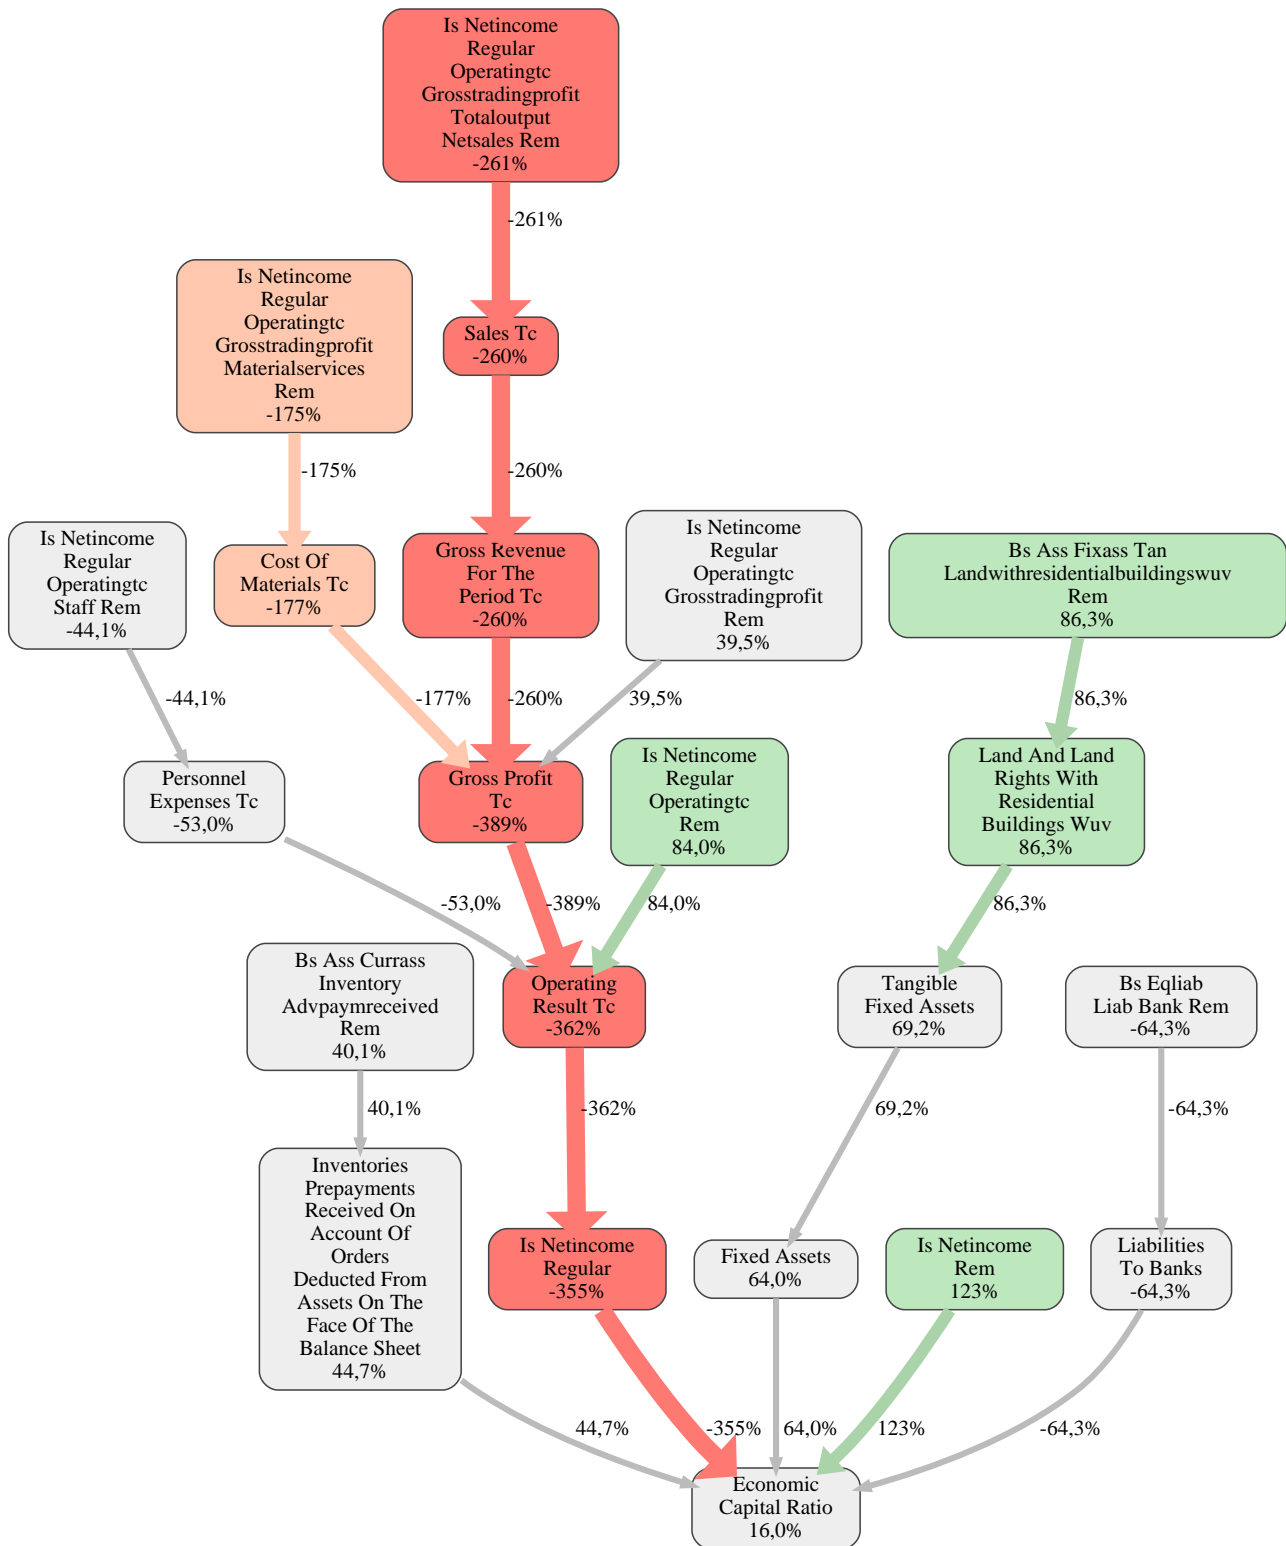 Is Netincome
Regular
Operatingtc
Grosstradingprofit
Totaloutput
Netsales Rem
-261%
-261%
Is Netincome
Regular
Operatingtc
Grosstradingprofit
Materialservices
Rem
-175%
Sales Tc
-260%
-175%
-260%
Is Netincome
Regular
Operatingtc
Staff Rem
-44,1%
Cost Of
Materials Tc
-177%
Gross Revenue
For The
Period Tc
-260%
Is Netincome
Regular
Operatingtc
Grosstradingprofit
Rem
39,5%
Bs Ass Fixass Tan
Landwithresidentialbuildingswuv
Rem
86,3%
-44,1%
-177%
-260%
39,5%
86,3%
Personnel
Expenses Tc
-53,0%
Gross Profit
Tc
-389%
Is Netincome
Regular
Operatingtc
Rem
84,0%
Land And Land
Rights With
Residential
Buildings Wuv
86,3%
-53,0%
-389%
84,0%
86,3%
Bs Ass Currass
Inventory
Advpaymreceived
Rem
40,1%
Operating
Result Tc
-362%
Tangible
Fixed Assets
69,2%
Bs Eqliab
Liab Bank Rem
-64,3%
40,1%
-362%
69,2%
-64,3%
Inventories
Prepayments
Received On
Account Of
Orders
Deducted From
Assets On The
Face Of The
Balance Sheet
44,7%
Is Netincome
Regular
-355%
Fixed Assets
64,0%
Is Netincome
Rem
123%
Liabilities
To Banks
-64,3%
44,7%
-355%
64,0%
123%
-64,3%
Economic
Capital Ratio
16,0%